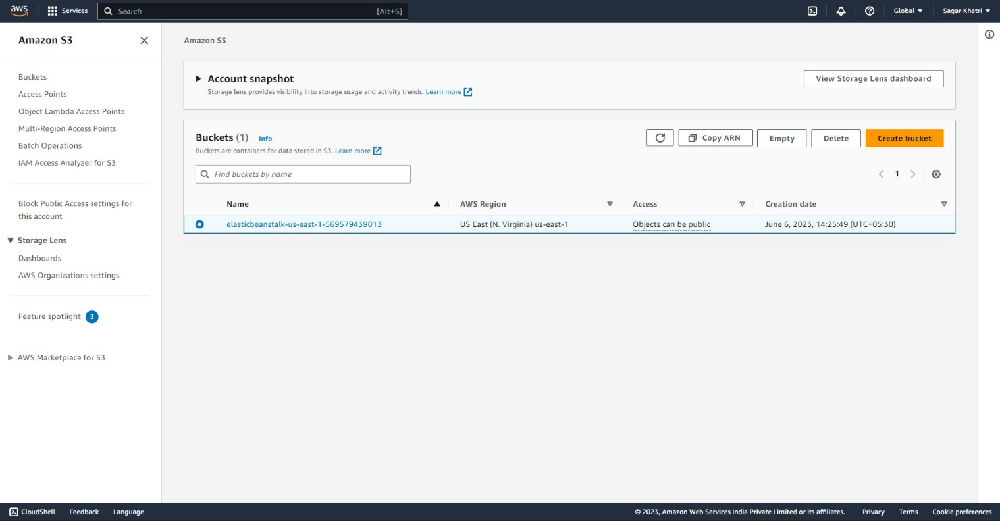 aws
Services
Search [Alt+S]
Global
Sagar Khatri
Amazon S3
Buckets
Access Points
Object Lambda Access Points
Multi-Region Access Points
Batch Operations
IAM Access Analyzer for S3
Block Public Access settings for
this account
Storage Lens
Dashboards
AWS Organizations settings
Feature spotlight 3
AWS Marketplace for S3
Amazon S3
Account snapshot
Storage lens provides visibility into storage usage and activity trends. Learn more
View Storage Lens dashboard
Buckets (1) Info
Buckets are containers for data stored in S3. Learn more
Copy ARN
Empty
Delete
Create bucket
Find buckets by name
1
Name AWS Region Access Creation date
elasticbeanstalk-us-east-1-569579439013 US East (N. Virginia) us-east-1 Objects can be public June 6, 2023, 14:25:49 (UTC+05:30)
CloudShell Feedback Language © 2023, Amazon Web Services India Private Limited or its affiliates. Privacy Terms Cookie preferences